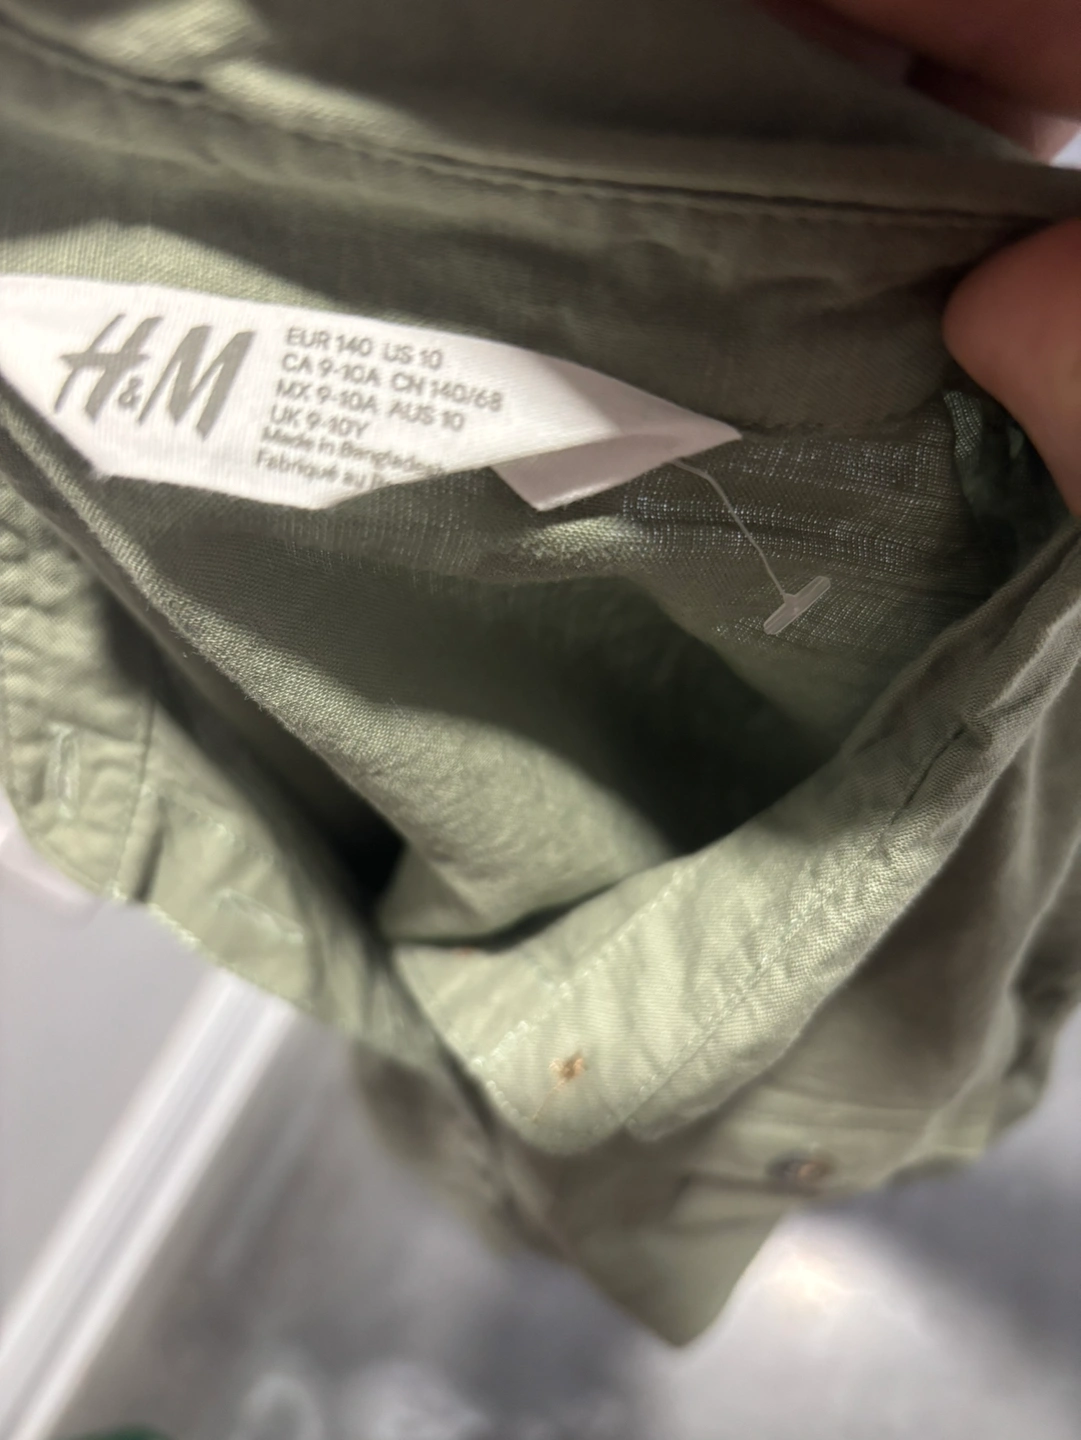 H&M
EUR 140 US 10
CA 9-10A CN 140/68
MX 9-10A AUS 10
UK 9-10Y
Made in Bangladesh
Fabriqué au